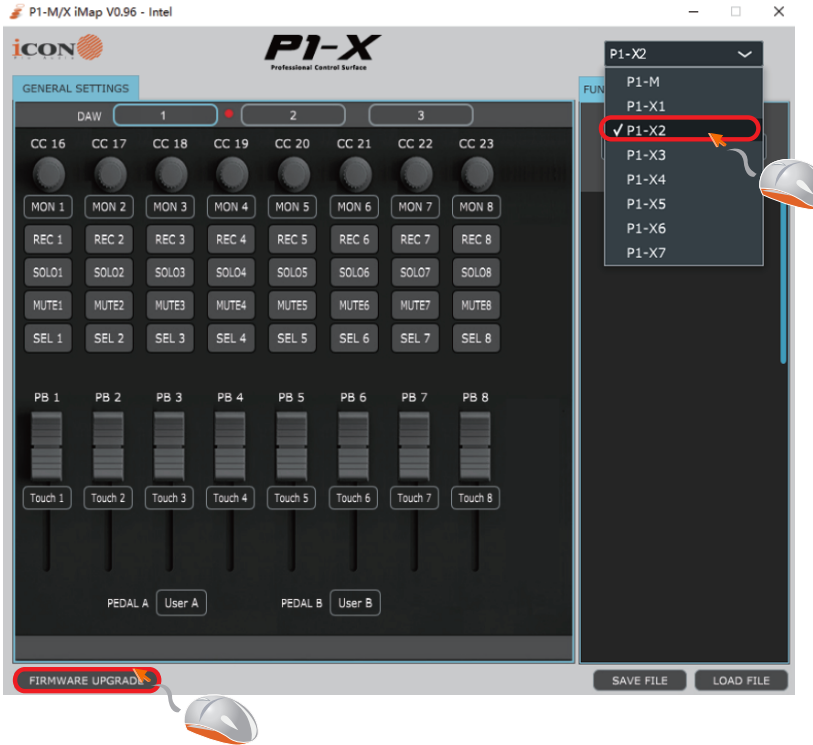 P1-M/X iMap V0.96 - Intel
icon
P1-X
Professional Control Surface
P1-X2
GENERAL SETTINGS
FUN
P1-M
P1-X1
✓ P1-X2
P1-X3
P1-X4
P1-X5
P1-X6
P1-X7
DAW 1 2 3
CC 16 CC 17 CC 18 CC 19 CC 20 CC 21 CC 22 CC 23
MON 1 MON 2 MON 3 MON 4 MON 5 MON 6 MON 7 MON 8
REC 1 REC 2 REC 3 REC 4 REC 5 REC 6 REC 7 REC 8
SOLO1 SOLO2 SOLO3 SOLO4 SOLO5 SOLO6 SOLO7 SOLO8
MUTE1 MUTE2 MUTE3 MUTE4 MUTE5 MUTE6 MUTE7 MUTE8
SEL 1 SEL 2 SEL 3 SEL 4 SEL 5 SEL 6 SEL 7 SEL 8
PB 1 PB 2 PB 3 PB 4 PB 5 PB 6 PB 7 PB 8
Touch 1 Touch 2 Touch 3 Touch 4 Touch 5 Touch 6 Touch 7 Touch 8
PEDAL A User A PEDAL B User B
FIRMWARE UPGRADE SAVE FILE LOAD FILE